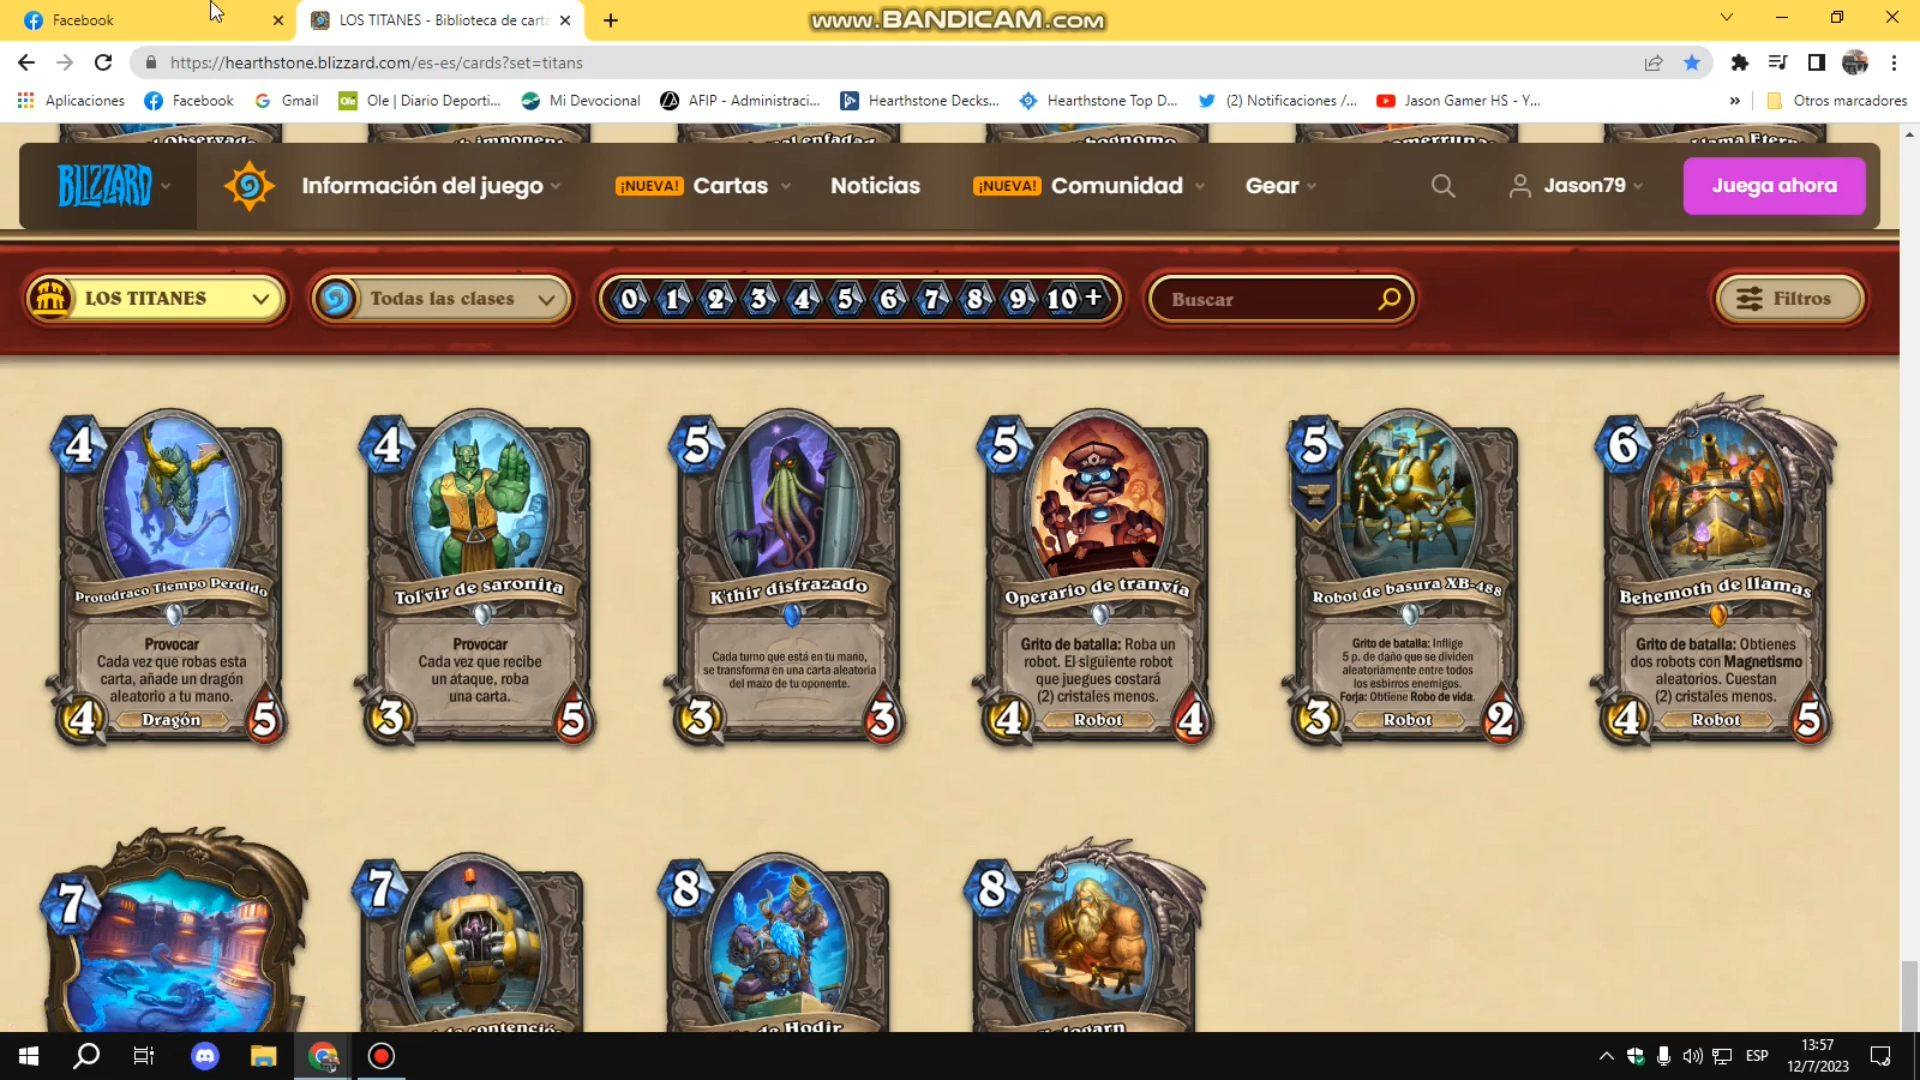 Facebook
LOS TITANES - Biblioteca de carta
www.BANDICAM.com
https://hearthstone.blizzard.com/es-es/cards?set=titans
Aplicaciones
Facebook
Gmail
Ole | Diario Deporti...
Mi Devocional
AFIP - Administraci...
Hearthstone Decks...
Hearthstone Top D...
(2) Notificaciones /...
Jason Gamer HS - Y...
»
Otros marcadores
BLIZZARD
Información del juego
¡NUEVA!
Cartas
Noticias
¡NUEVA!
Comunidad
Gear
Jason79
Juega ahora
LOS TITANES
Todas las clases
0 1 2 3 4 5 6 7 8 9 10 +
Buscar
Filtros
4
Protodraco Tiempo Perdido
Provocar
Cada vez que robas esta
carta, añade un dragón
aleatorio a tu mano.
4
Dragón
5
4
Tol'vir de saronita
Provocar
Cada vez que recibe
un ataque, roba
una carta.
3
5
5
K'thir disfrazado
Cada turno que está en tu mano,
se transforma en una carta aleatoria
del mazo de tu oponente.
3
3
5
Operario de tranvía
Grito de batalla: Roba un
robot. El siguiente robot
que juegues costará
(2) cristales menos.
4
Robot
4
5
Robot de basura XB-488
Grito de batalla: Inflige
5 p. de daño que se dividen
aleatoriamente entre todos
los esbirros enemigos.
Forja: Obtiene Robo de vida.
3
Robot
2
6
Behemoth de llamas
Grito de batalla: Obtienes
dos robots con Magnetismo
aleatorios. Cuestan
(2) cristales menos.
4
Robot
5
7
7
de contención
8
de Hodir
8
ESP
13:57
12/7/2023